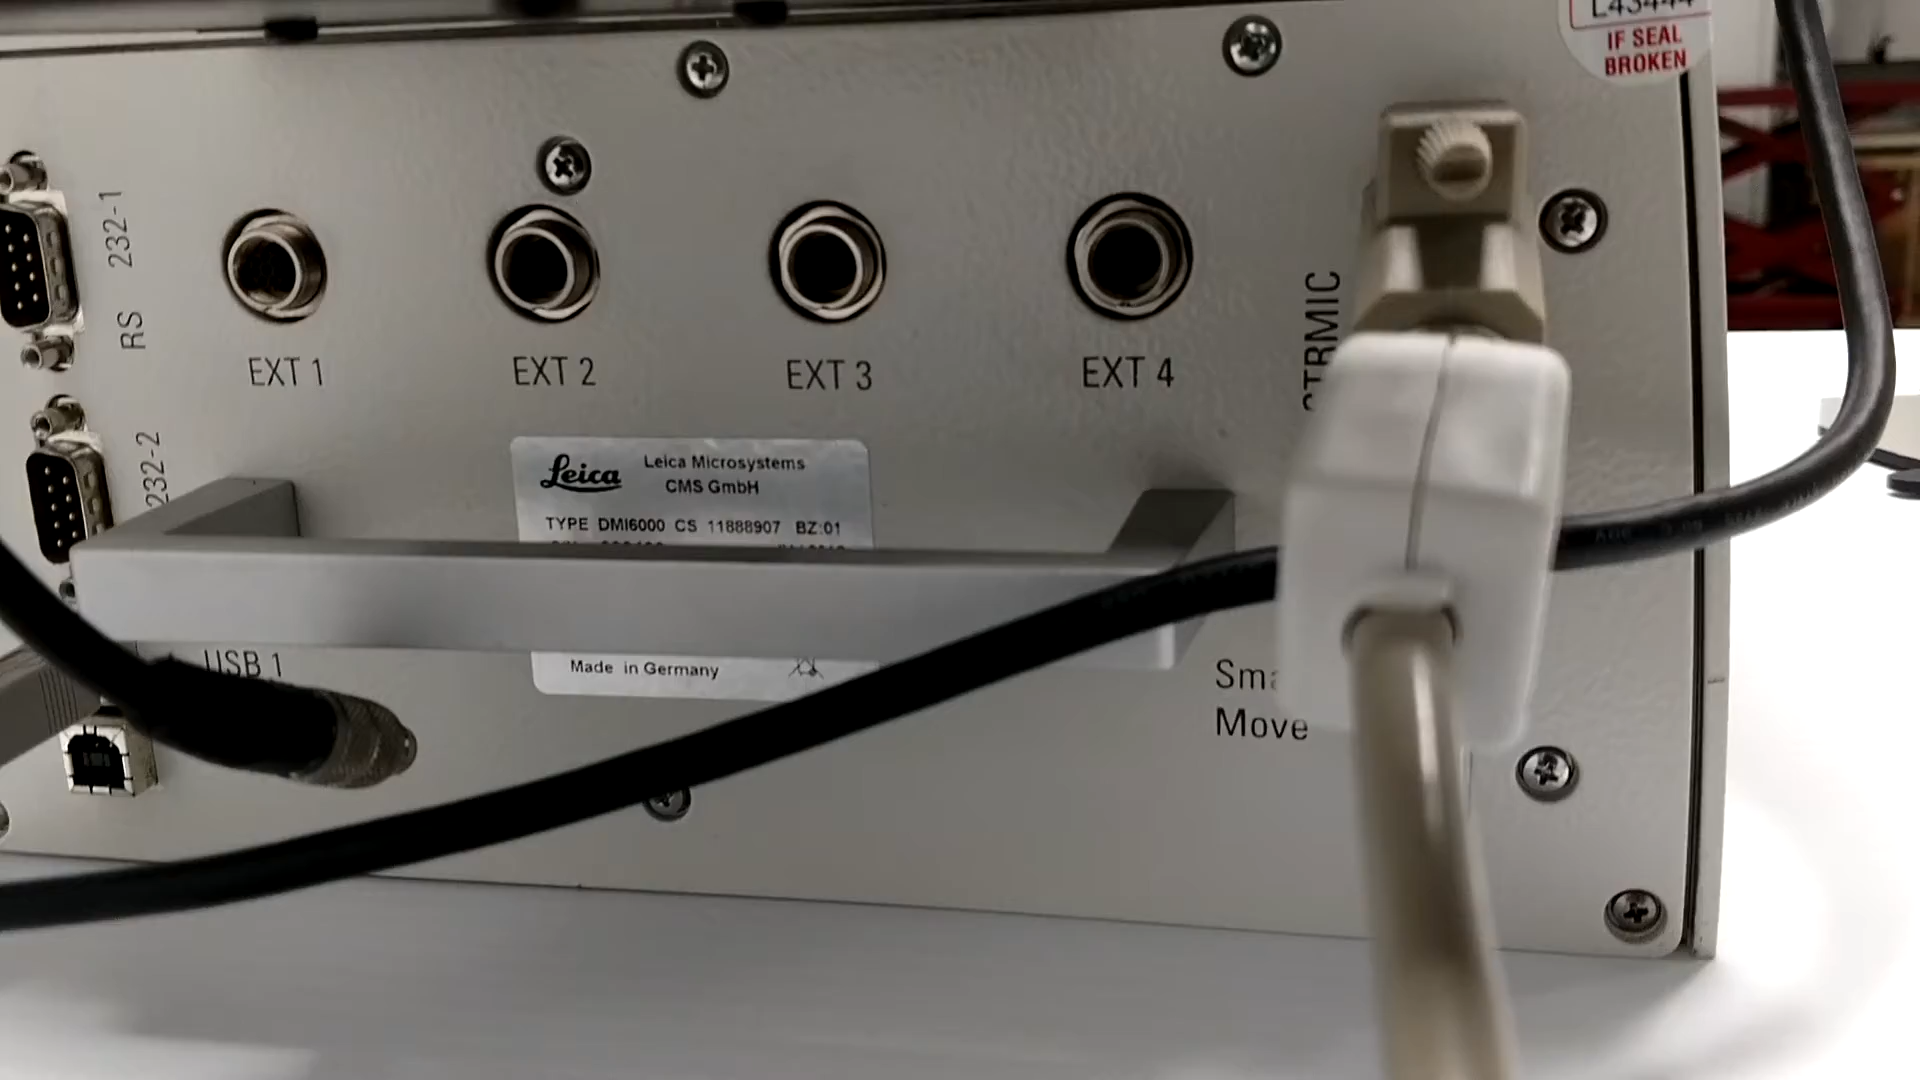 IF SEAL
BROKEN
RS 232-1
232-2
EXT 1
EXT 2
EXT 3
EXT 4
Leica
Leica Microsystems
CMS GmbH
TYPE DMI6000 CS 11888907 BZ:01
Made in Germany
USB 1
Move